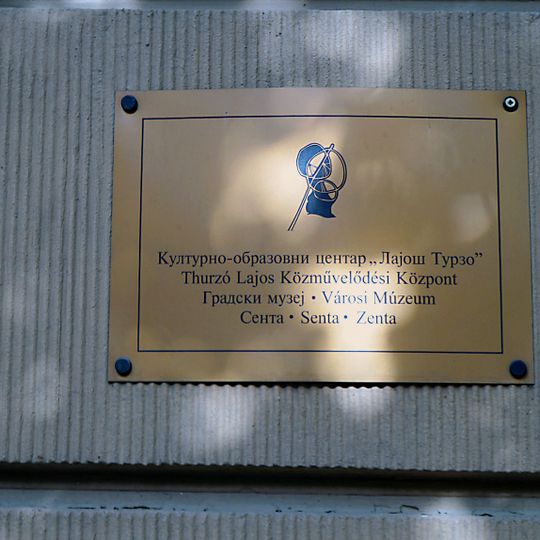 Културно-образовни центар „Лајош Турзо”
Thurzó Lajos Közművelődési Központ
Градски музеј • Városi Múzeum
Сента • Senta • Zenta